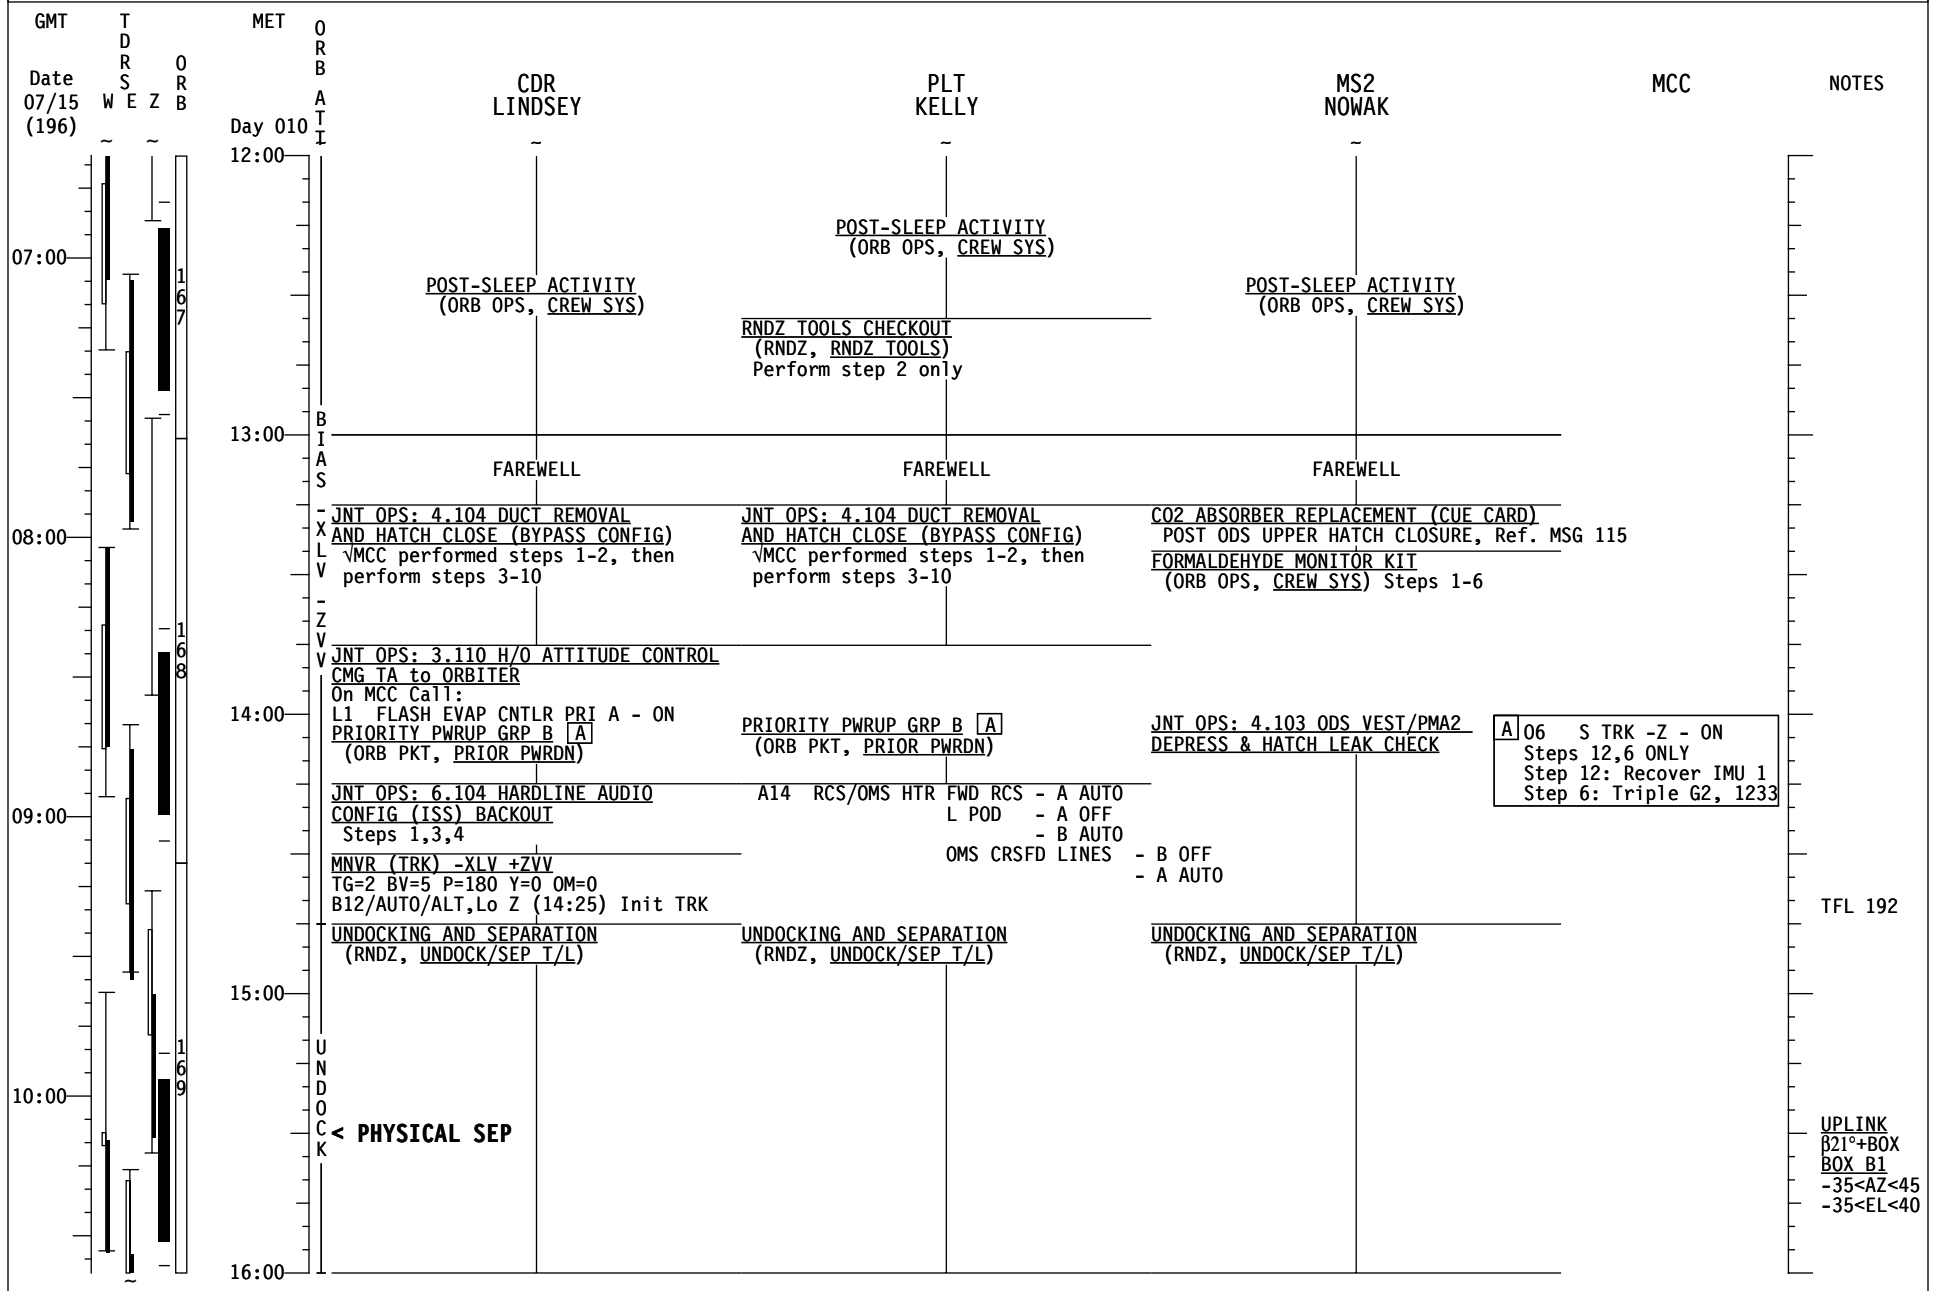 GMT
TDRS
MET
ORB ATT
Date
07/15
(196)
W E Z
ORB
Day 010
CDR
LINDSEY
PLT
KELLY
MS2
NOWAK
MCC
NOTES
~ ~ ~ ~ ~ ~
12:00
POST-SLEEP ACTIVITY
(ORB OPS, CREW SYS)
07:00
167
POST-SLEEP ACTIVITY
(ORB OPS, CREW SYS)
POST-SLEEP ACTIVITY
(ORB OPS, CREW SYS)
RNDZ TOOLS CHECKOUT
(RNDZ, RNDZ TOOLS)
Perform step 2 only
BIAS -XLV -ZVV
13:00
FAREWELL
FAREWELL
FAREWELL
08:00
JNT OPS: 4.104 DUCT REMOVAL
AND HATCH CLOSE (BYPASS CONFIG)
√MCC performed steps 1-2, then
perform steps 3-10
JNT OPS: 4.104 DUCT REMOVAL
AND HATCH CLOSE (BYPASS CONFIG)
√MCC performed steps 1-2, then
perform steps 3-10
CO2 ABSORBER REPLACEMENT (CUE CARD)
POST ODS UPPER HATCH CLOSURE, Ref. MSG 115
FORMALDEHYDE MONITOR KIT
(ORB OPS, CREW SYS) Steps 1-6
168
JNT OPS: 3.110 H/O ATTITUDE CONTROL
CMG TA to ORBITER
On MCC Call:
L1 FLASH EVAP CNTLR PRI A - ON
PRIORITY PWRUP GRP B A
(ORB PKT, PRIOR PWRDN)
14:00
PRIORITY PWRUP GRP B A
(ORB PKT, PRIOR PWRDN)
JNT OPS: 4.103 ODS VEST/PMA2
DEPRESS & HATCH LEAK CHECK
A O6 S TRK -Z - ON
Steps 12,6 ONLY
Step 12: Recover IMU 1
Step 6: Triple G2, 1233
09:00
JNT OPS: 6.104 HARDLINE AUDIO
CONFIG (ISS) BACKOUT
Steps 1,3,4
A14 RCS/OMS HTR FWD RCS - A AUTO
L POD - A OFF
- B AUTO
OMS CRSFD LINES - B OFF
- A AUTO
MNVR (TRK) -XLV +ZVV
TG=2 BV=5 P=180 Y=0 OM=0
B12/AUTO/ALT,Lo Z (14:25) Init TRK
TFL 192
UNDOCKING AND SEPARATION
(RNDZ, UNDOCK/SEP T/L)
UNDOCKING AND SEPARATION
(RNDZ, UNDOCK/SEP T/L)
UNDOCKING AND SEPARATION
(RNDZ, UNDOCK/SEP T/L)
15:00
169
UNDOCK
10:00
< PHYSICAL SEP
UPLINK
β21°+BOX
BOX B1
-35<AZ<45
-35<EL<40
16:00
~